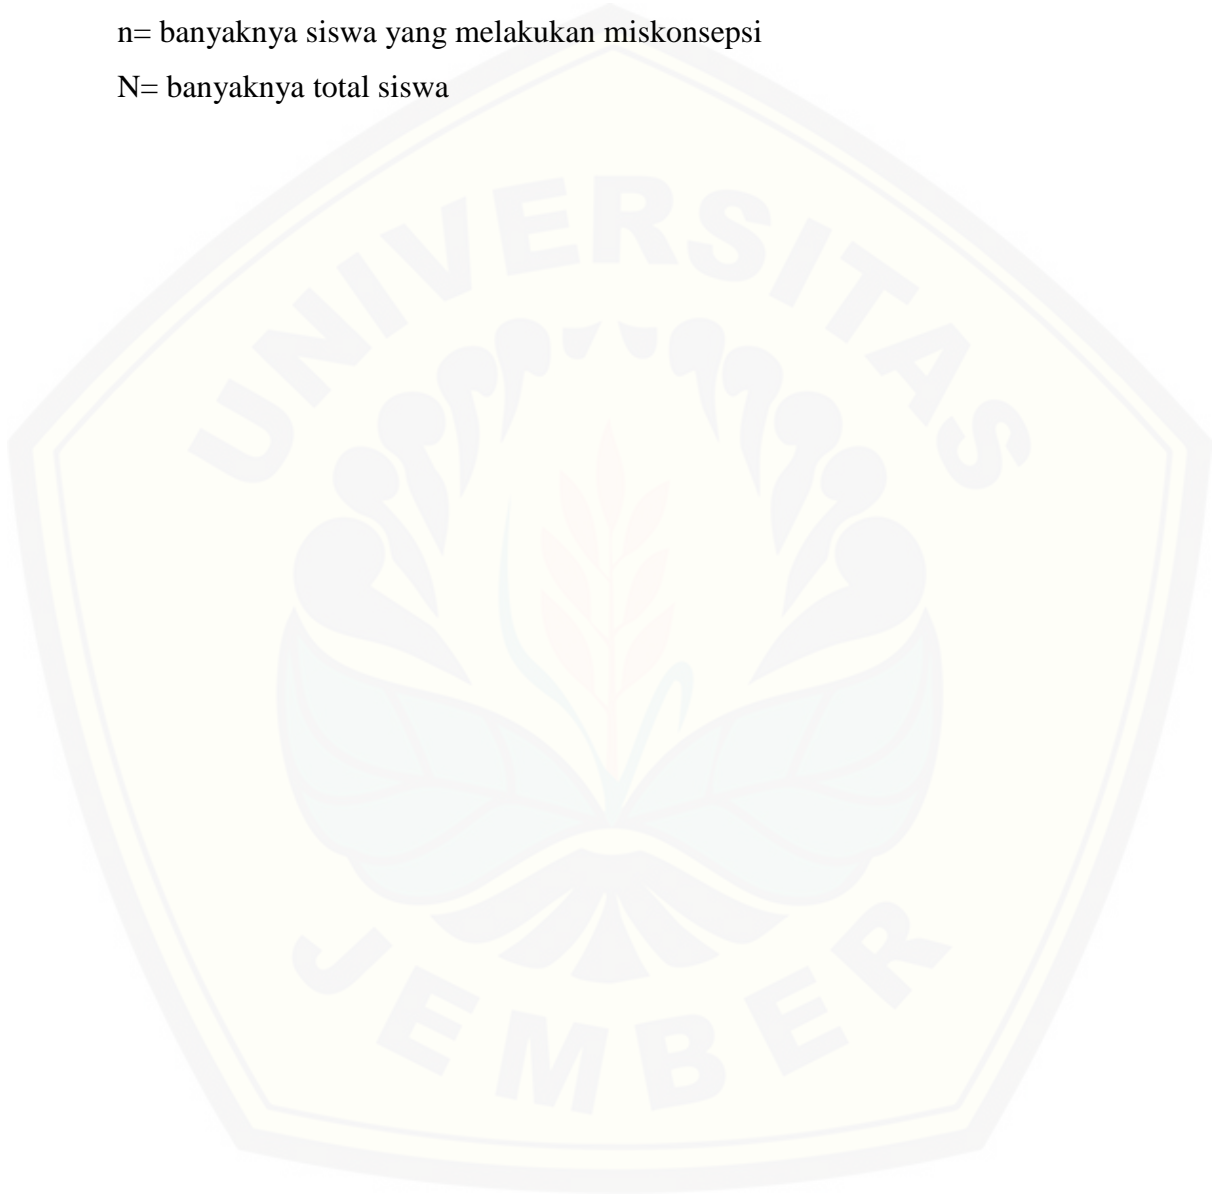 n= banyaknya siswa yang melakukan miskonsepsi
N= banyaknya total siswa
UNIVERSITAS
JEMBER